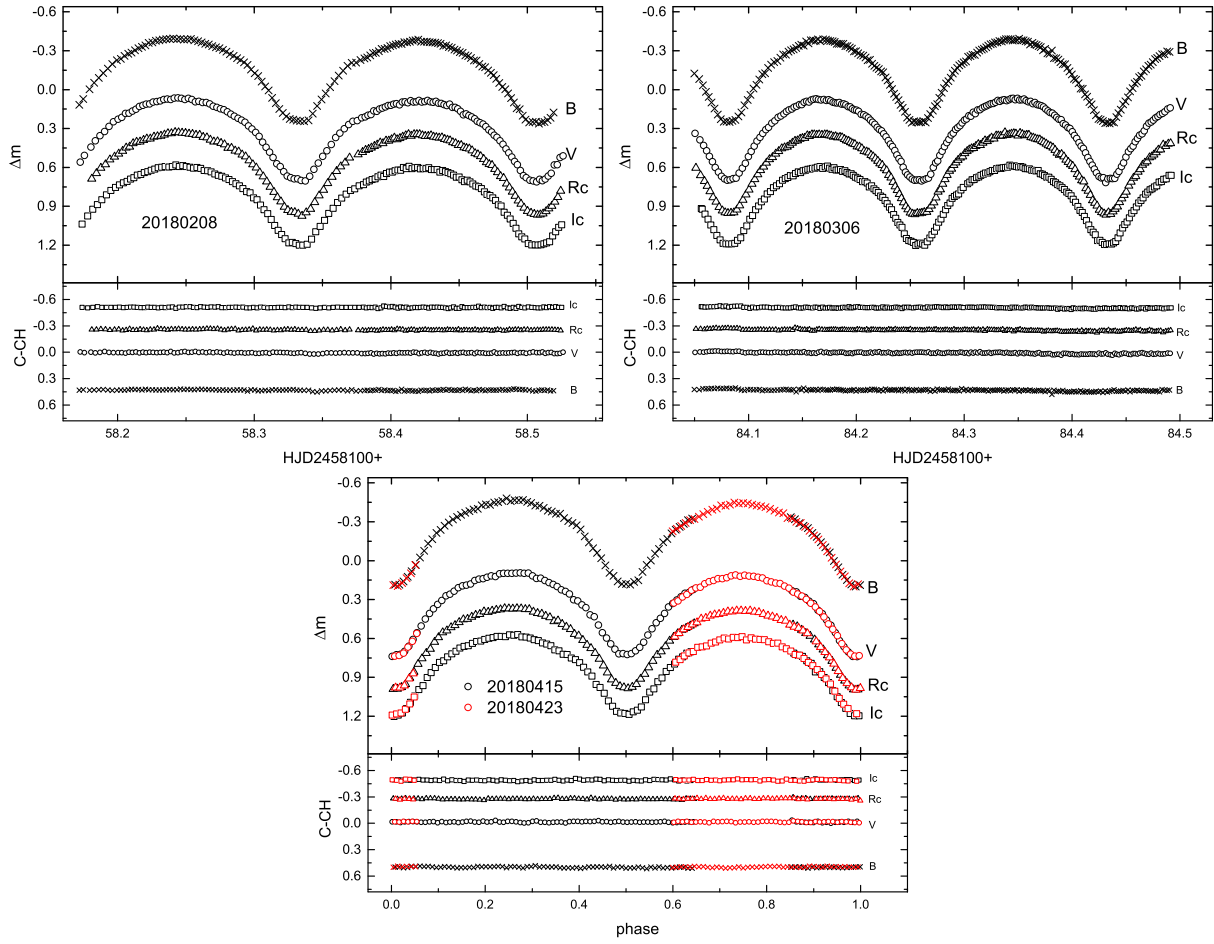 -0.6
-0.3
0.0
0.3
0.6
0.9
1.2
Δm
B
V
Rc
Ic
20180208
-0.6
-0.3
0.0
0.3
0.6
C-CH
Ic
Rc
V
B
58.2
58.3
58.4
58.5
HJD2458100+
-0.6
-0.3
0.0
0.3
0.6
0.9
1.2
Δm
B
V
Rc
Ic
20180306
-0.6
-0.3
0.0
0.3
0.6
C-CH
Ic
Rc
V
B
84.1
84.2
84.3
84.4
84.5
HJD2458100+
-0.6
-0.3
0.0
0.3
0.6
0.9
1.2
Δm
B
V
Rc
Ic
20180415
20180423
-0.6
-0.3
0.0
0.3
0.6
C-CH
Ic
Rc
V
B
0.0
0.2
0.4
0.6
0.8
1.0
phase